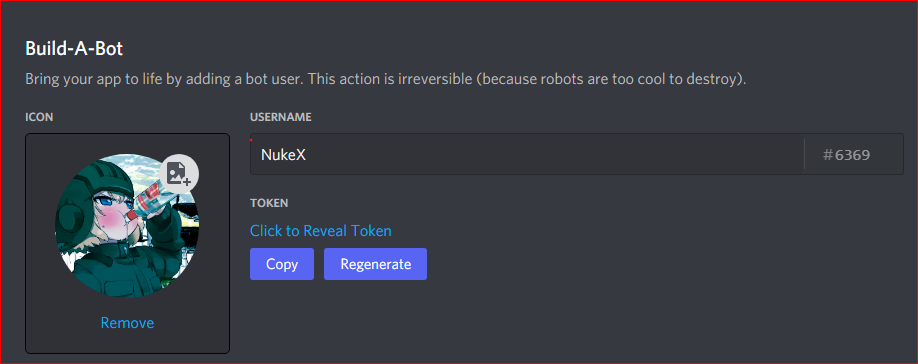 Build-A-Bot
Bring your app to life by adding a bot user. This action is irreversible (because robots are too cool to destroy).
ICON
USERNAME
NukeX
#6369
TOKEN
Click to Reveal Token
Copy
Regenerate
Remove